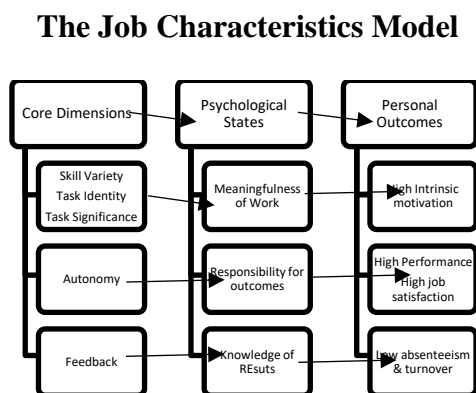 The Job Characteristics Model
Core Dimensions
Psychological
States
Personal
Outcomes
Skill Variety
Task Identity
Task Significance
Meaningfulness
of Work
High Intrinsic
motivation
Autonomy
Responsibility for
outcomes
High Performance
High job
satisfaction
Feedback
Knowledge of
REsuts
Low absenteeism
& turnover